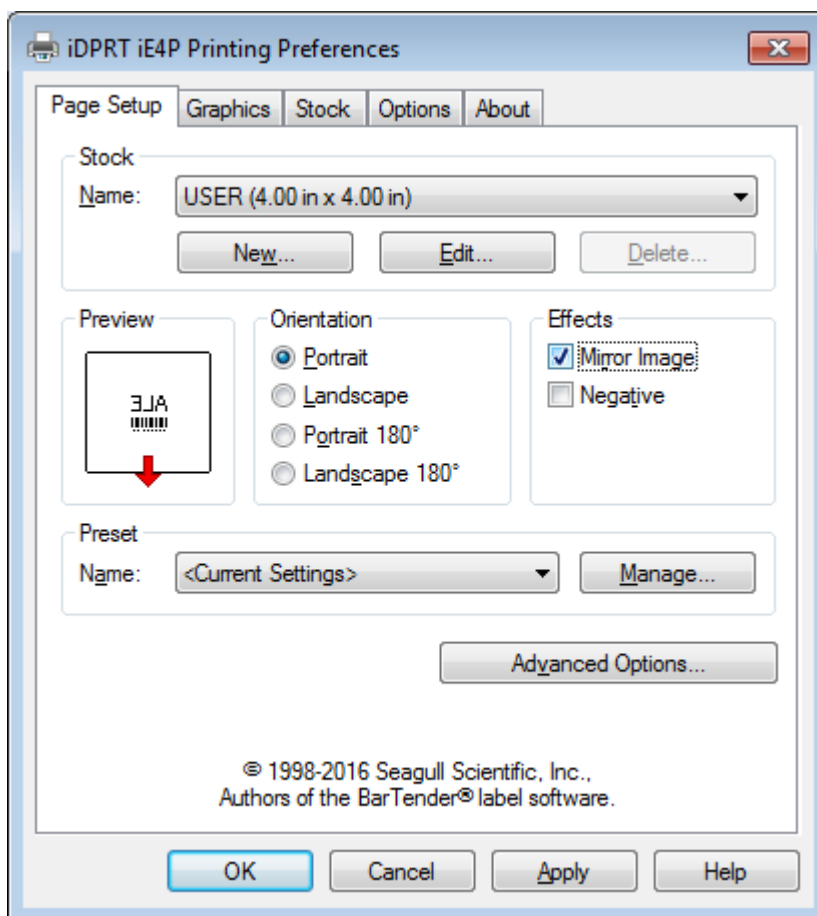 iDPRT iE4P Printing Preferences
Page Setup Graphics Stock Options About
Stock
Name: USER (4.00 in x 4.00 in)
New... Edit... Delete...
Preview
ALE
Orientation
Portrait
Landscape
Portrait 180°
Landscape 180°
Effects
Mirror Image
Negative
Preset
Name: <Current Settings> Manage...
Advanced Options...
© 1998-2016 Seagull Scientific, Inc.,
Authors of the BarTender® label software.
OK Cancel Apply Help